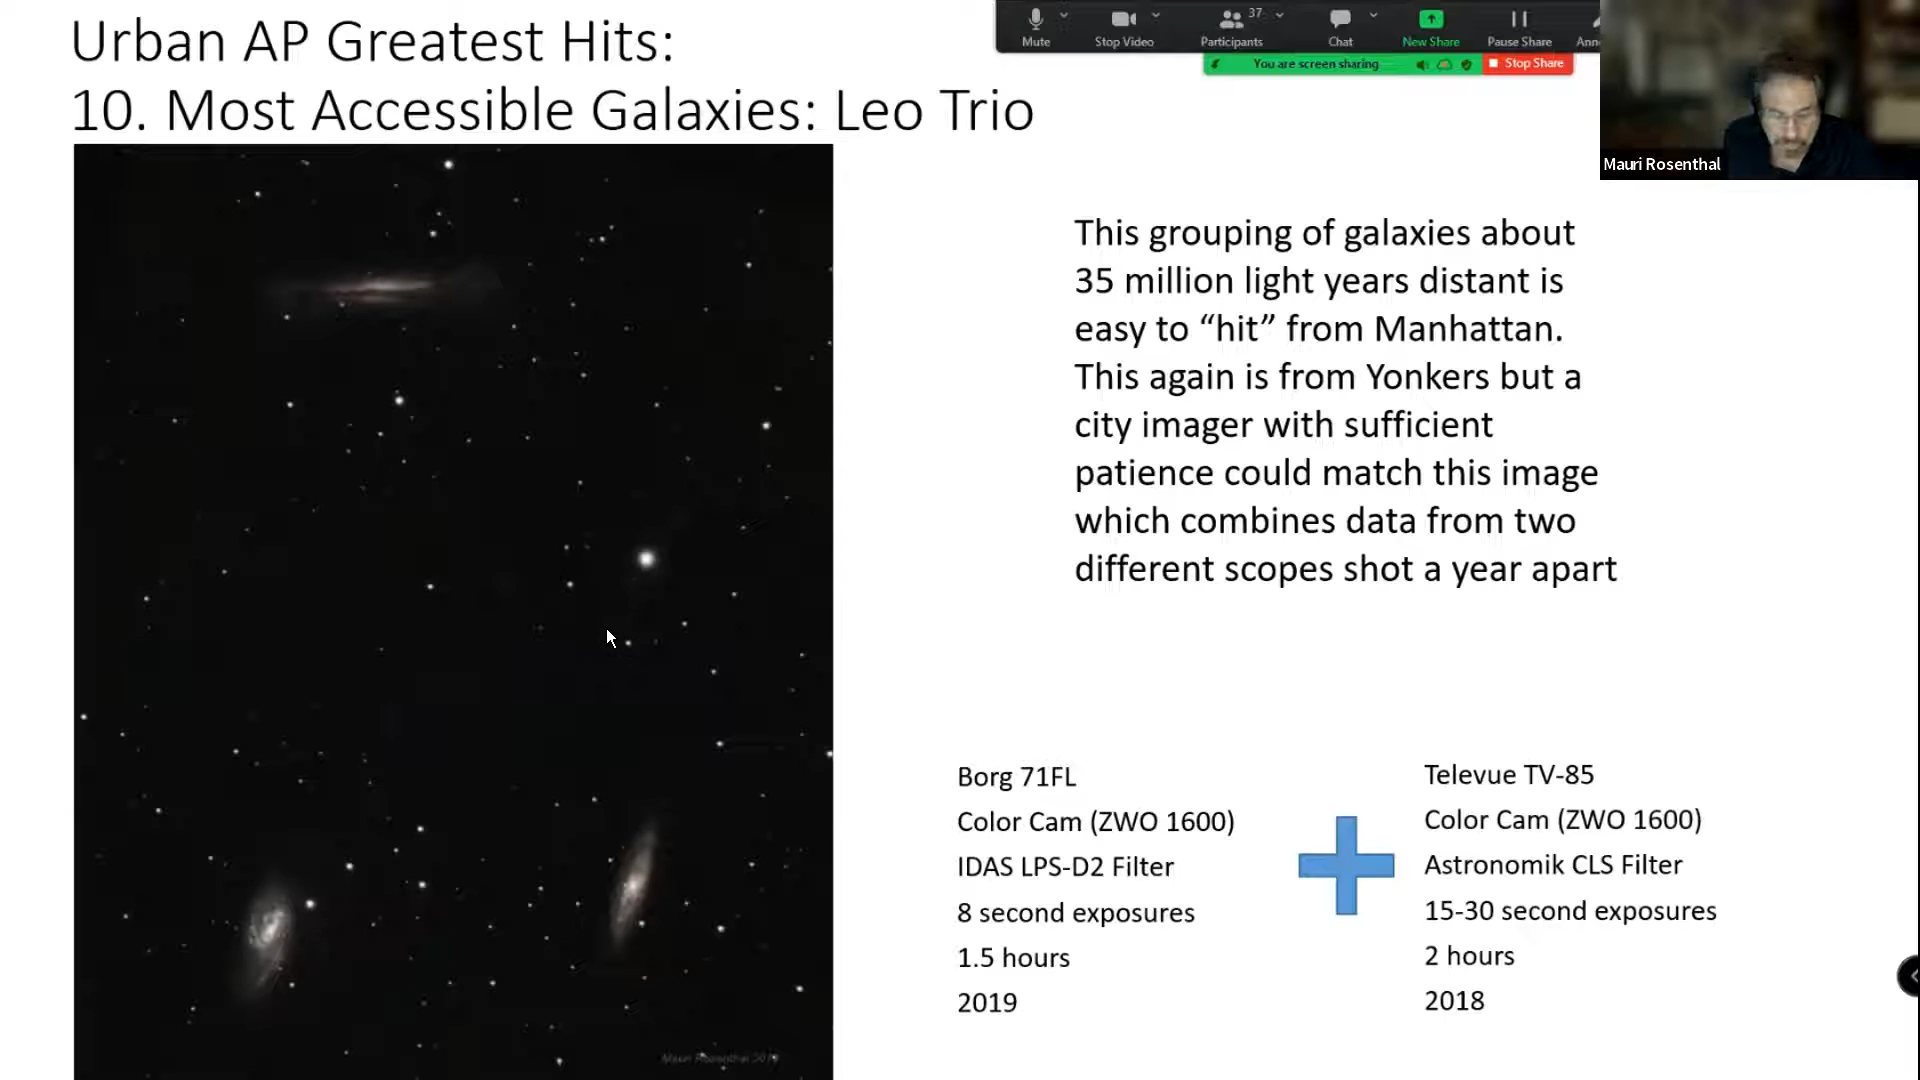 Urban AP Greatest Hits:
10. Most Accessible Galaxies: Leo Trio
Mute
Stop Video
37
Participants
Chat
New Share
Pause Share
You are screen sharing
Stop Share
Mauri Rosenthal
This grouping of galaxies about
35 million light years distant is
easy to “hit” from Manhattan.
This again is from Yonkers but a
city imager with sufficient
patience could match this image
which combines data from two
different scopes shot a year apart
Borg 71FL
Color Cam (ZWO 1600)
IDAS LPS-D2 Filter
8 second exposures
1.5 hours
2019
Televue TV-85
Color Cam (ZWO 1600)
Astronomik CLS Filter
15-30 second exposures
2 hours
2018
Mauri Rosenthal